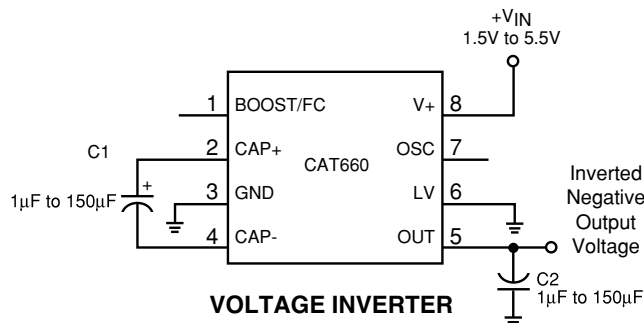 +VIN
1.5V to 5.5V
1 BOOST/FC V+ 8
C1
2 CAP+ OSC 7
CAT660
1µF to 150µF +
3 GND LV 6
4 CAP- OUT 5
Inverted
Negative
Output
Voltage
C2
1µF to 150µF
VOLTAGE INVERTER